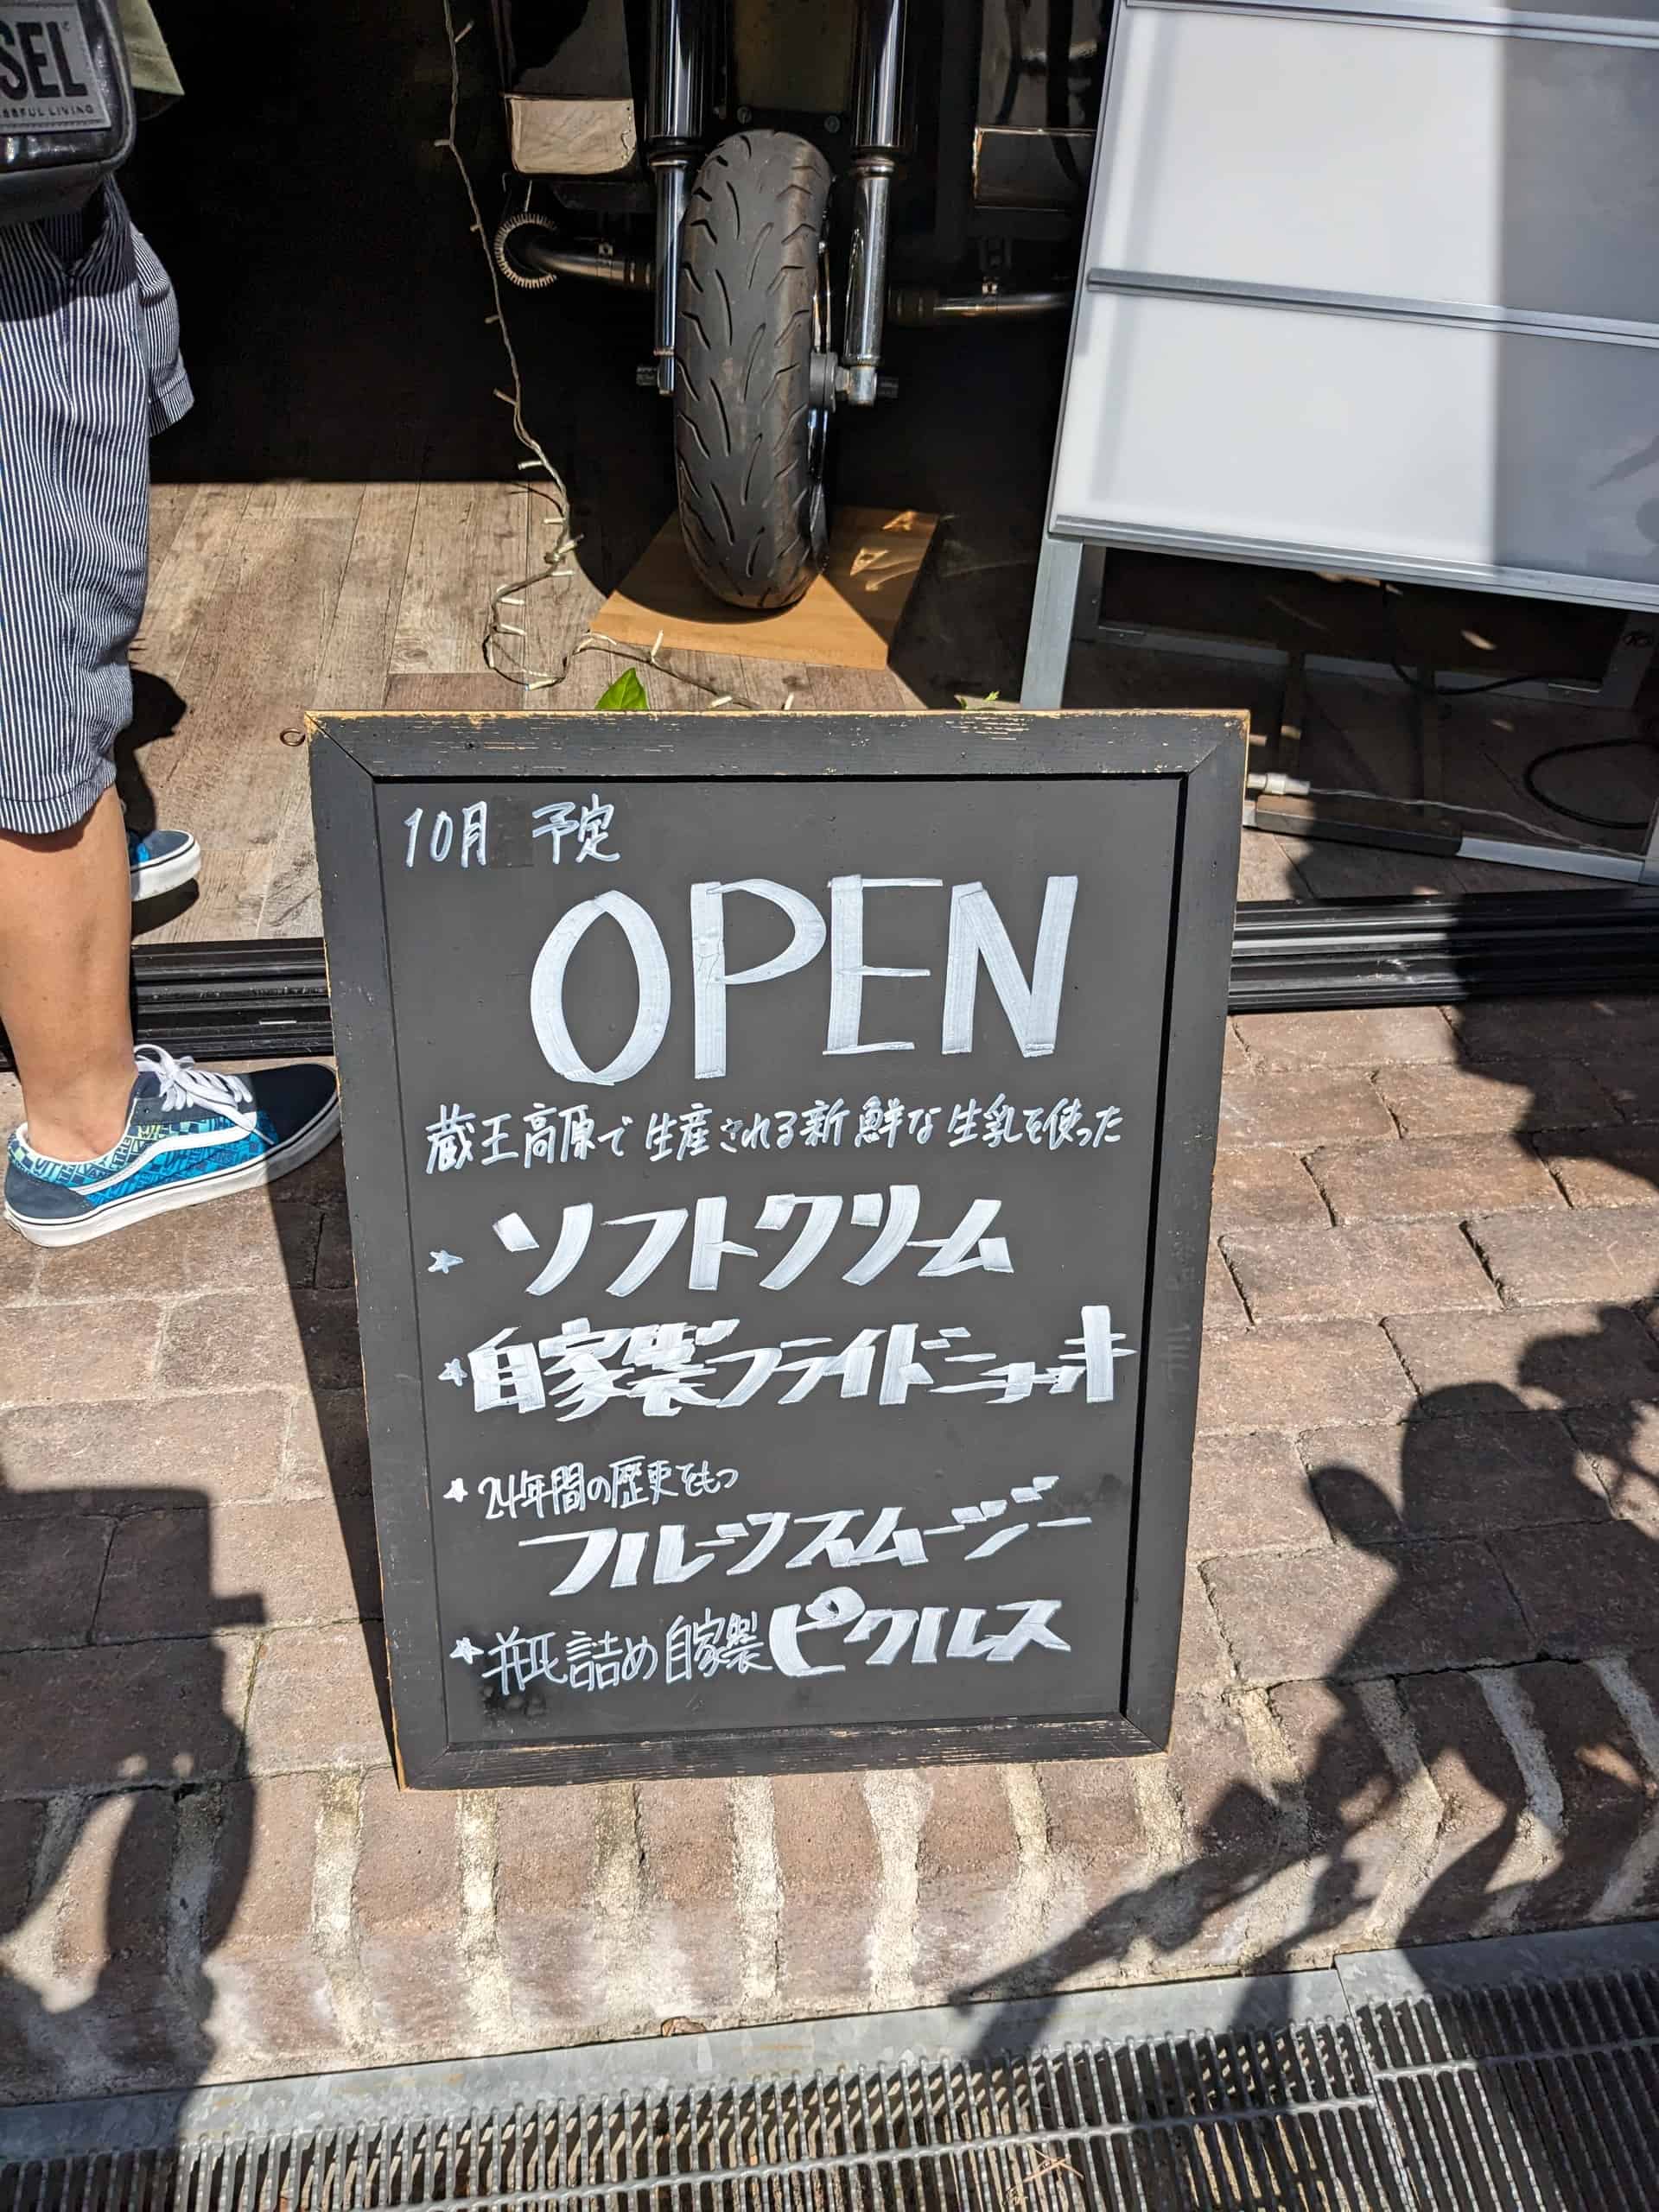 SEL
SSFUL LIVING
10月 予定
OPEN
蔵王高原で生産される新鮮な生乳を使った
☆ ソフトクリーム
☆ 自家製フライドニョッキ
☆ 24年間の歴史をもつ
フルーツスムージー
☆ 瓶詰め自家製ピクルス